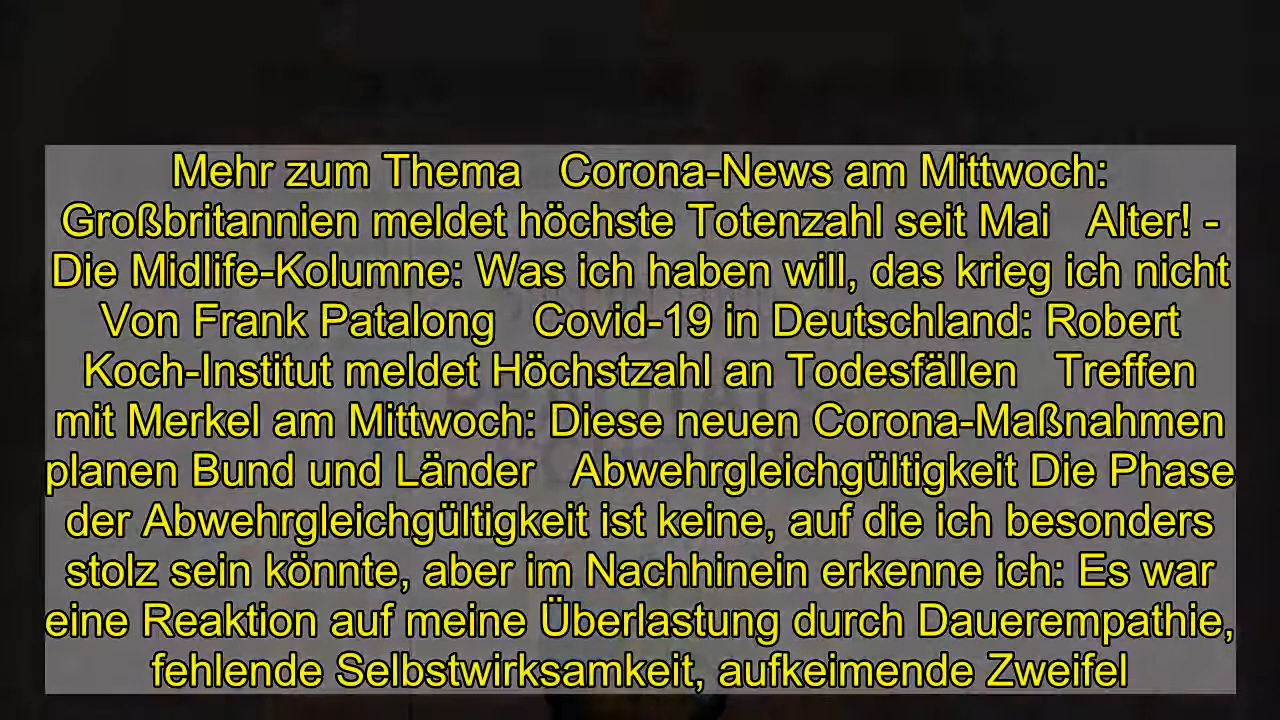 Mehr zum Thema Corona-News am Mittwoch:
Großbritannien meldet höchste Totenzahl seit Mai Alter! -
Die Midlife-Kolumne: Was ich haben will, das krieg ich nicht
Von Frank Patalong Covid-19 in Deutschland: Robert
Koch-Institut meldet Höchstzahl an Todesfällen Treffen
mit Merkel am Mittwoch: Diese neuen Corona-Maßnahmen
planen Bund und Länder Abwehrgleichgültigkeit Die Phase
der Abwehrgleichgültigkeit ist keine, auf die ich besonders
stolz sein könnte, aber im Nachhinein erkenne ich: Es war
eine Reaktion auf meine Überlastung durch Dauerempathie,
fehlende Selbstwirksamkeit, aufkeimende Zweifel